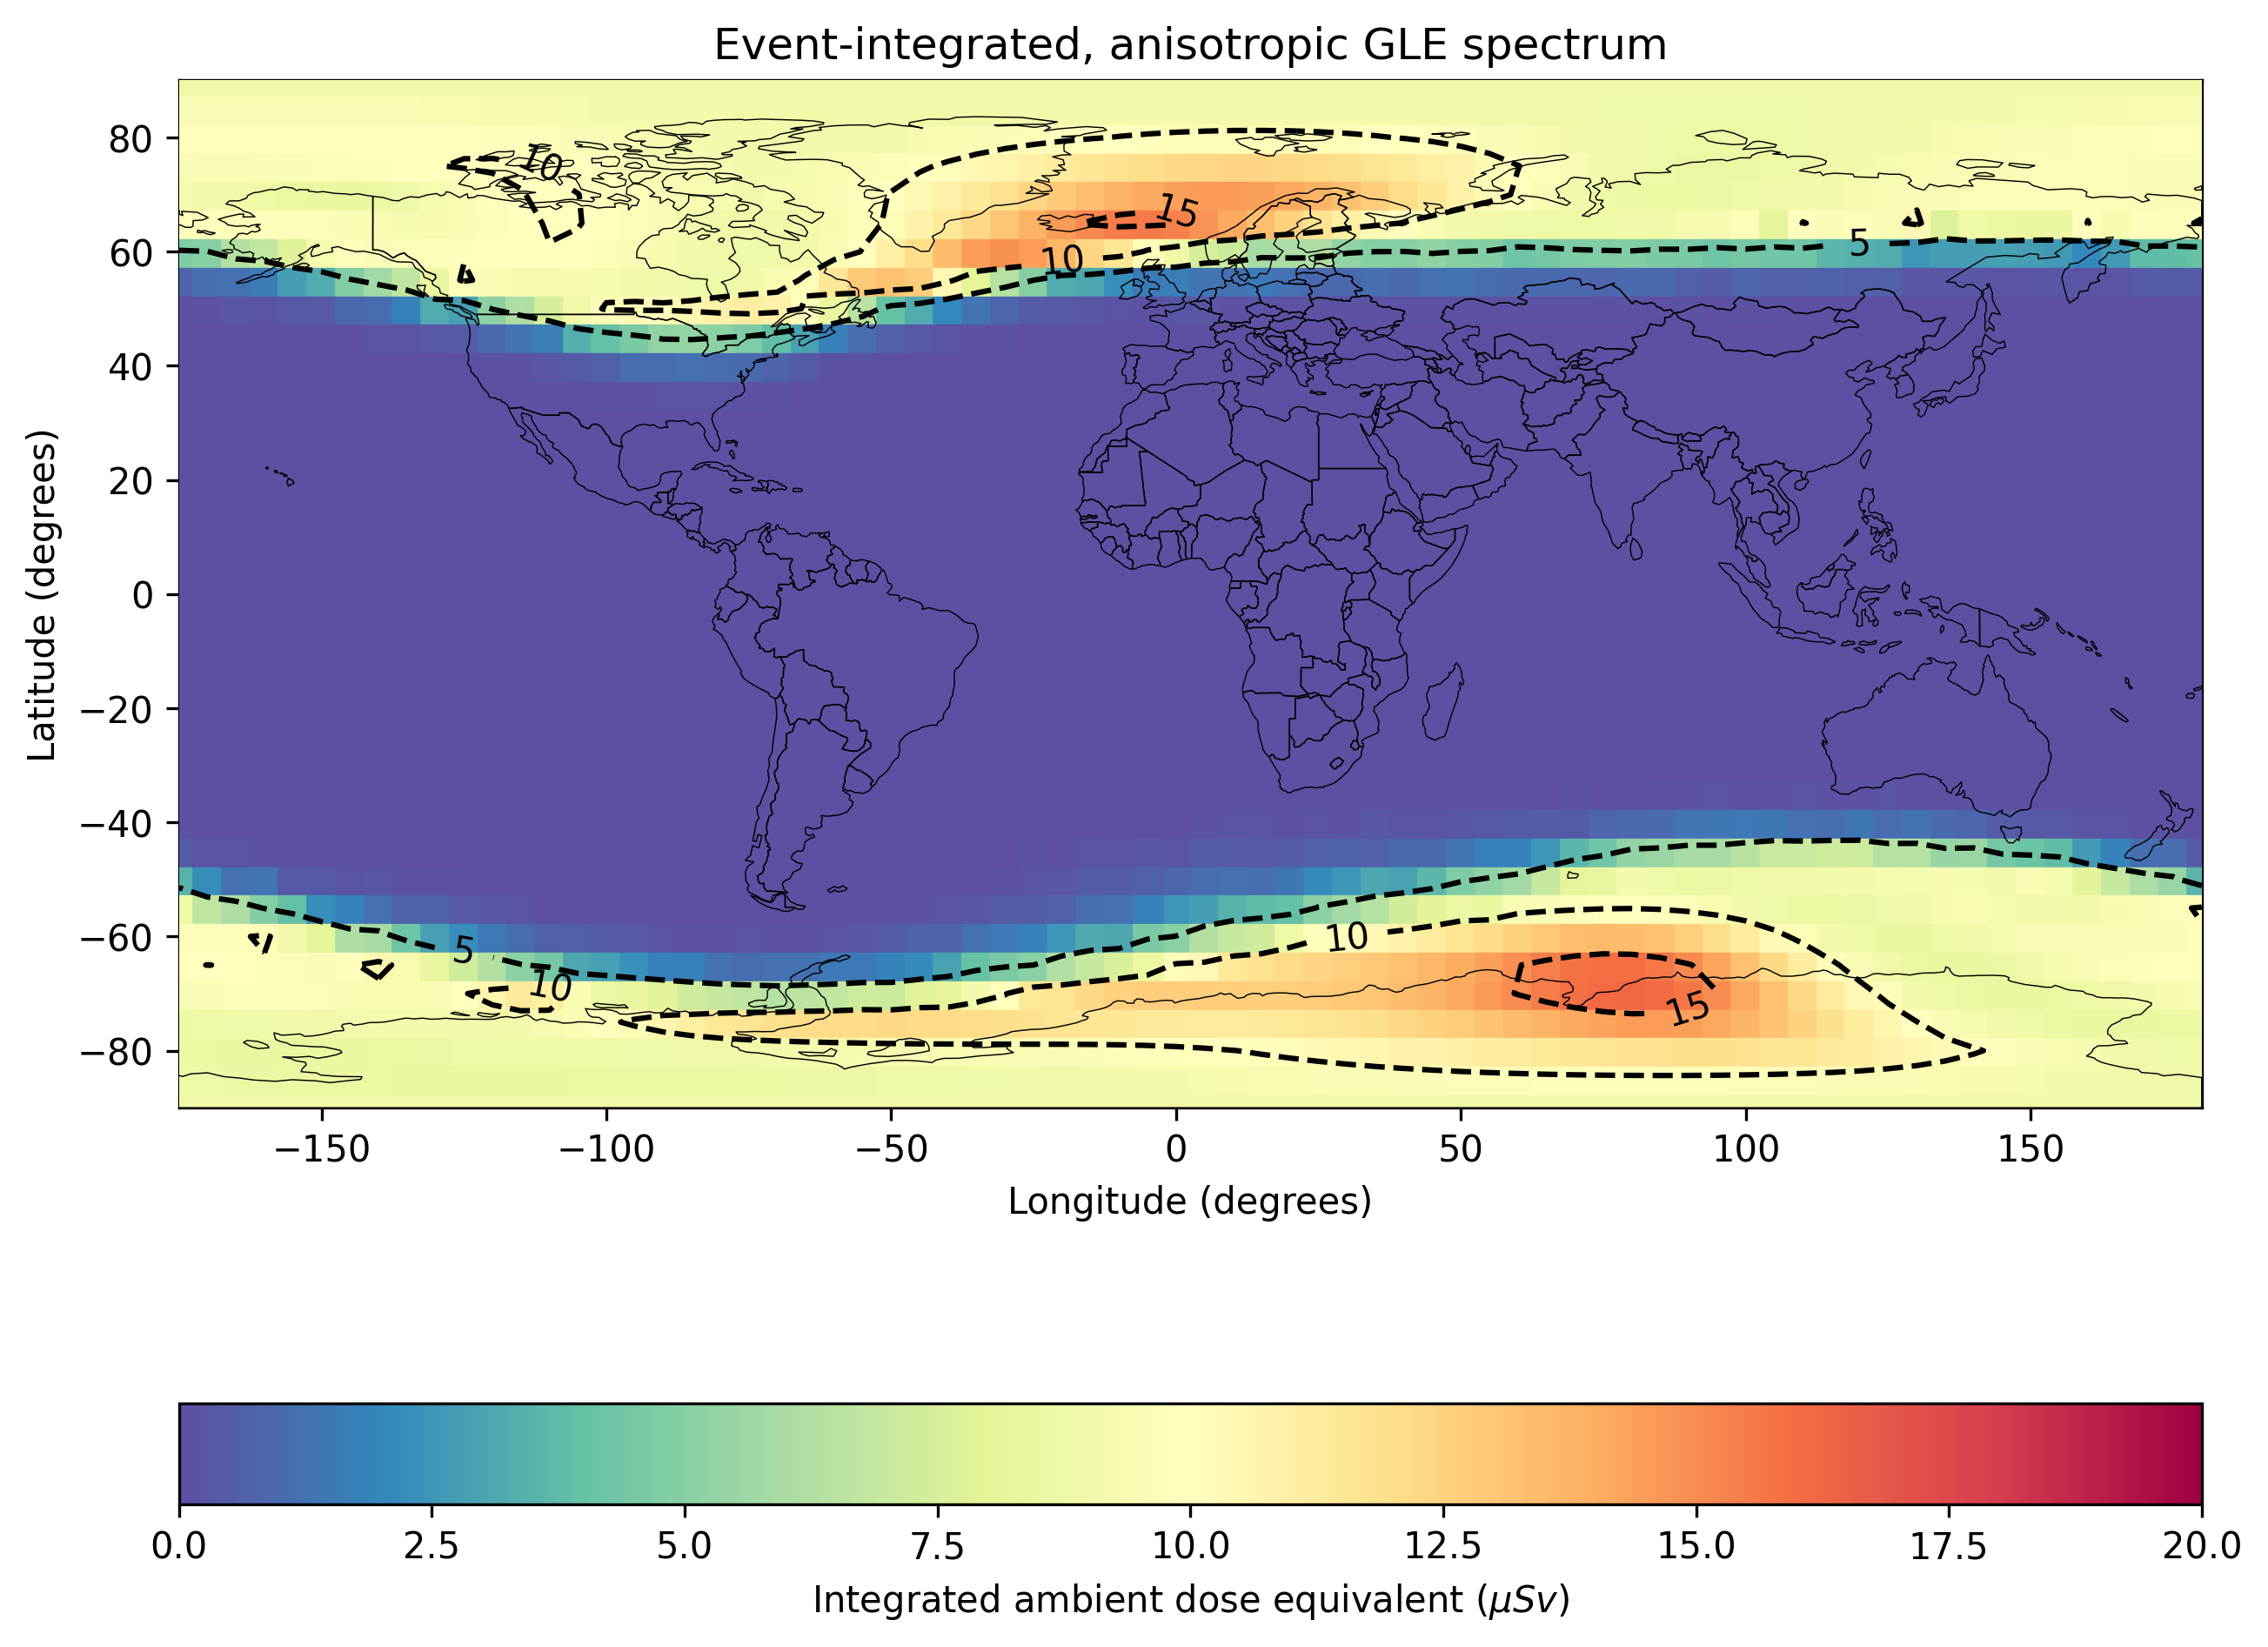 Event-integrated, anisotropic GLE spectrum
80
60
40
20
0
−20
−40
−60
−80
Latitude (degrees)
10
15
10
5
5
10
10
15
−150 −100 −50 0 50 100 150
Longitude (degrees)
0.0 2.5 5.0 7.5 10.0 12.5 15.0 17.5 20.0
Integrated ambient dose equivalent (μSv)